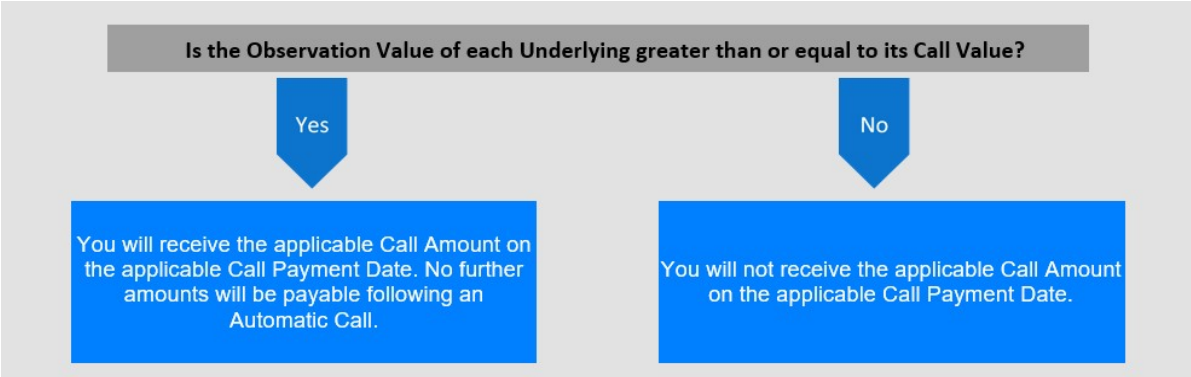 Is the Observation Value of each Underlying greater than or equal to its Call Value?
Yes
No
You will receive the applicable Call Amount on
the applicable Call Payment Date. No further
amounts will be payable following an
Automatic Call.
You will not receive the applicable Call Amount
on the applicable Call Payment Date.